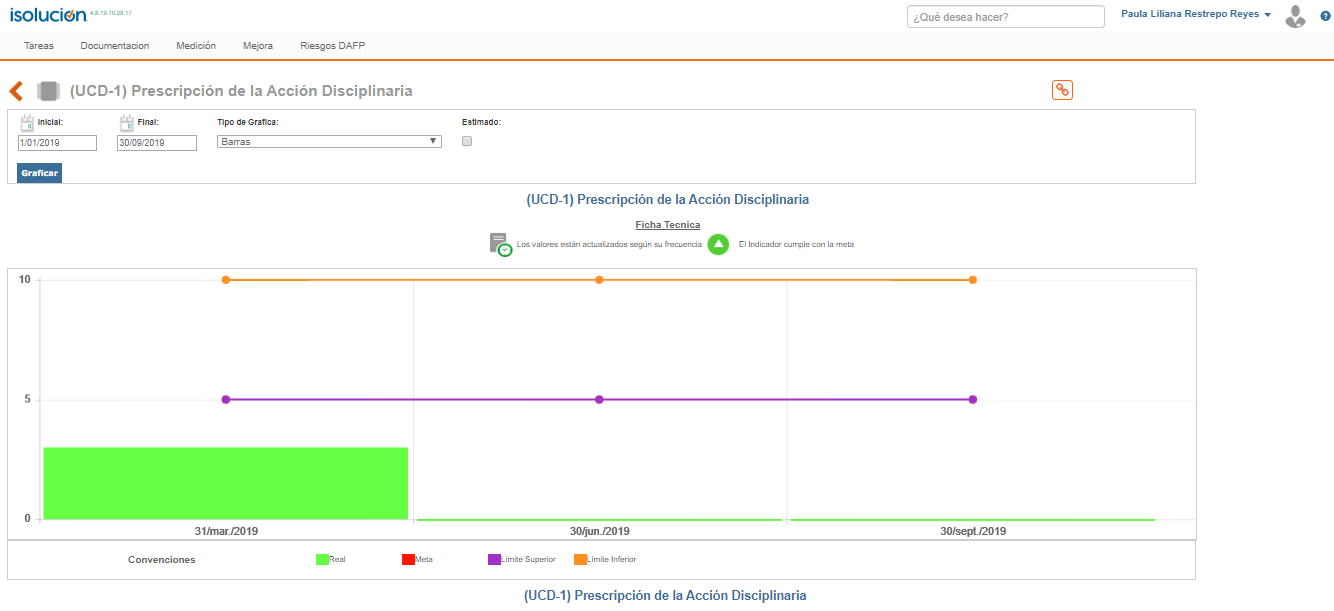 isolución 4.8.19.10.29.17
¿Qué desea hacer?
Paula Liliana Restrepo Reyes
?
Tareas Documentacion Medición Mejora Riesgos DAFP
(UCD-1) Prescripción de la Acción Disciplinaria
Inicial: Final: Tipo de Grafica: Estimado:
1/01/2019 30/09/2019 Barras
Graficar
(UCD-1) Prescripción de la Acción Disciplinaria
Ficha Tecnica
Los valores están actualizados según su frecuencia El Indicador cumple con la meta
10
5
0
31/mar./2019 30/jun./2019 30/sept./2019
Convenciones Real Meta Límite Superior Límite Inferior
(UCD-1) Prescripción de la Acción Disciplinaria